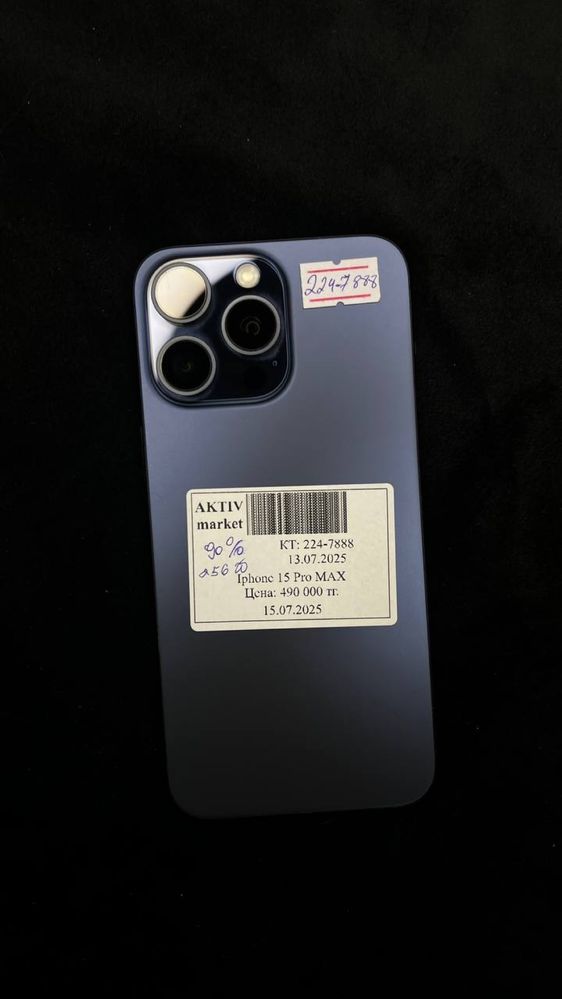 224-7888
AKTIV
market
KT: 224-7888
13.07.2025
90%
256
Iphone 15 Pro MAX
Цена: 490 000 тг.
15.07.2025